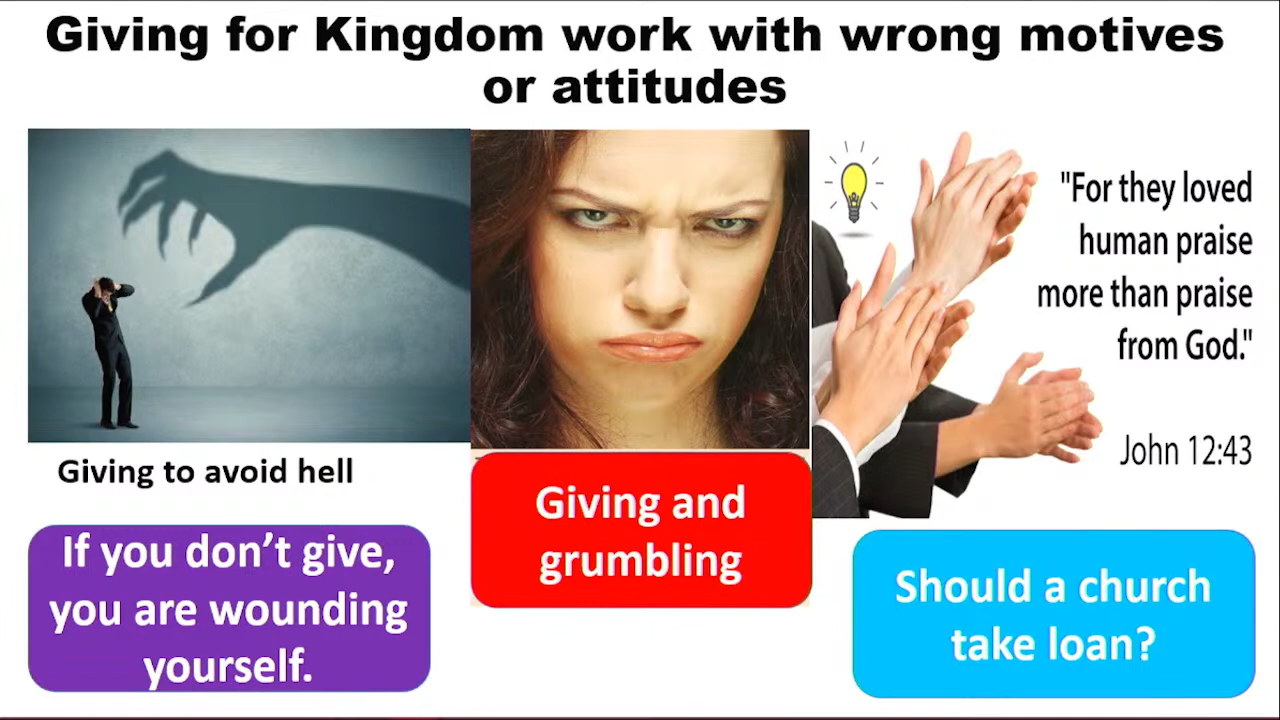 Giving for Kingdom work with wrong motives
or attitudes
"For they loved
human praise
more than praise
from God."
John 12:43
Giving to avoid hell
Giving and
grumbling
If you don’t give,
you are wounding
yourself.
Should a church
take loan?